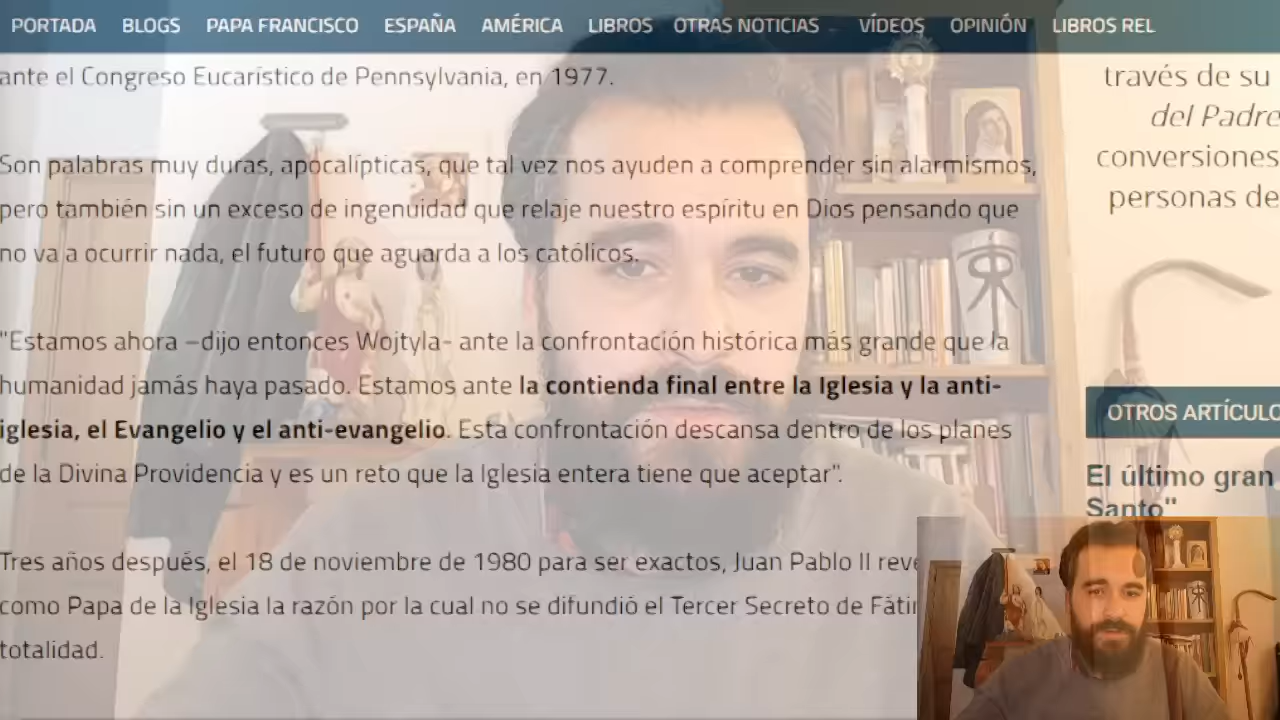 PORTADA BLOGS PAPA FRANCISCO ESPAÑA AMÉRICA LIBROS OTRAS NOTICIAS VÍDEOS OPINIÓN LIBROS REL
ante el Congreso Eucarístico de Pennsylvania, en 1977.
Son palabras muy duras, apocalípticas, que tal vez nos ayuden a comprender sin alarmismos,
pero también sin un exceso de ingenuidad que relaje nuestro espíritu en Dios pensando que
no va a ocurrir nada, el futuro que aguarda a los católicos.
"Estamos ahora –dijo entonces Wojtyla- ante la confrontación histórica más grande que la
humanidad jamás haya pasado. Estamos ante la contienda final entre la Iglesia y la anti-
iglesia, el Evangelio y el anti-evangelio. Esta confrontación descansa dentro de los planes
de la Divina Providencia y es un reto que la Iglesia entera tiene que aceptar".
Tres años después, el 18 de noviembre de 1980 para ser exactos, Juan Pablo II reve
como Papa de la Iglesia la razón por la cual no se difundió el Tercer Secreto de Fátir
totalidad.
través de su
del Padre
conversiones
personas de
OTROS ARTÍCULO
El último gran
Santo"